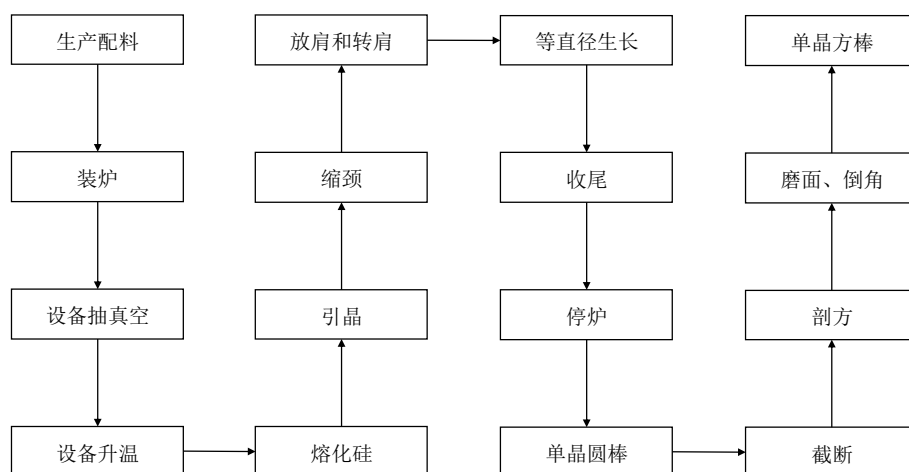 生产配料
装炉
设备抽真空
设备升温
熔化硅
引晶
缩颈
放肩和转肩
等直径生长
收尾
停炉
单晶圆棒
截断
剖方
磨面、倒角
单晶方棒